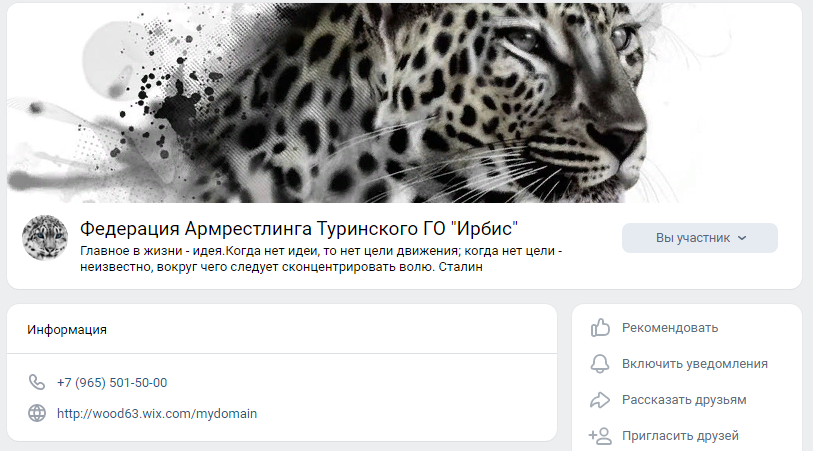 Федерация Армрестлинга Туринского ГО "Ирбис"
Главное в жизни - идея.Когда нет идеи, то нет цели движения; когда нет цели -
неизвестно, вокруг чего следует сконцентрировать волю. Сталин
Вы участник
Информация
+7 (965) 501-50-00
http://wood63.wix.com/mydomain
Рекомендовать
Включить уведомления
Рассказать друзьям
Пригласить друзей